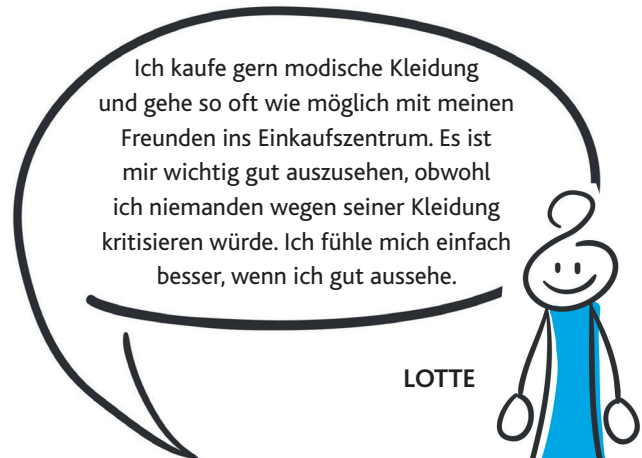 Ich kaufe gern modische Kleidung
und gehe so oft wie möglich mit meinen
Freunden ins Einkaufszentrum. Es ist
mir wichtig gut auszusehen, obwohl
ich niemanden wegen seiner Kleidung
kritisieren würde. Ich fühle mich einfach
besser, wenn ich gut aussehe.
LOTTE